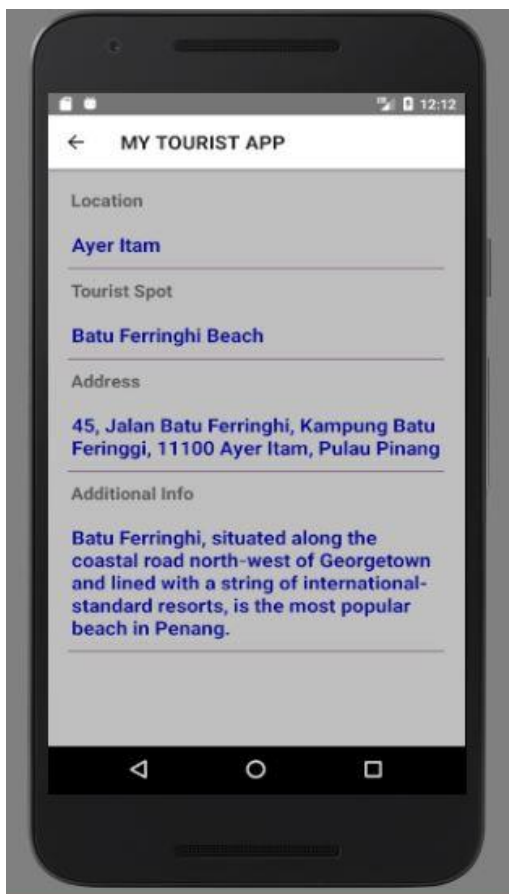 12:12
MY TOURIST APP
Location
Ayer Itam
Tourist Spot
Batu Ferringhi Beach
Address
45, Jalan Batu Ferringhi, Kampung Batu
Feringgi, 11100 Ayer Itam, Pulau Pinang
Additional Info
Batu Ferringhi, situated along the
coastal road north-west of Georgetown
and lined with a string of international-
standard resorts, is the most popular
beach in Penang.